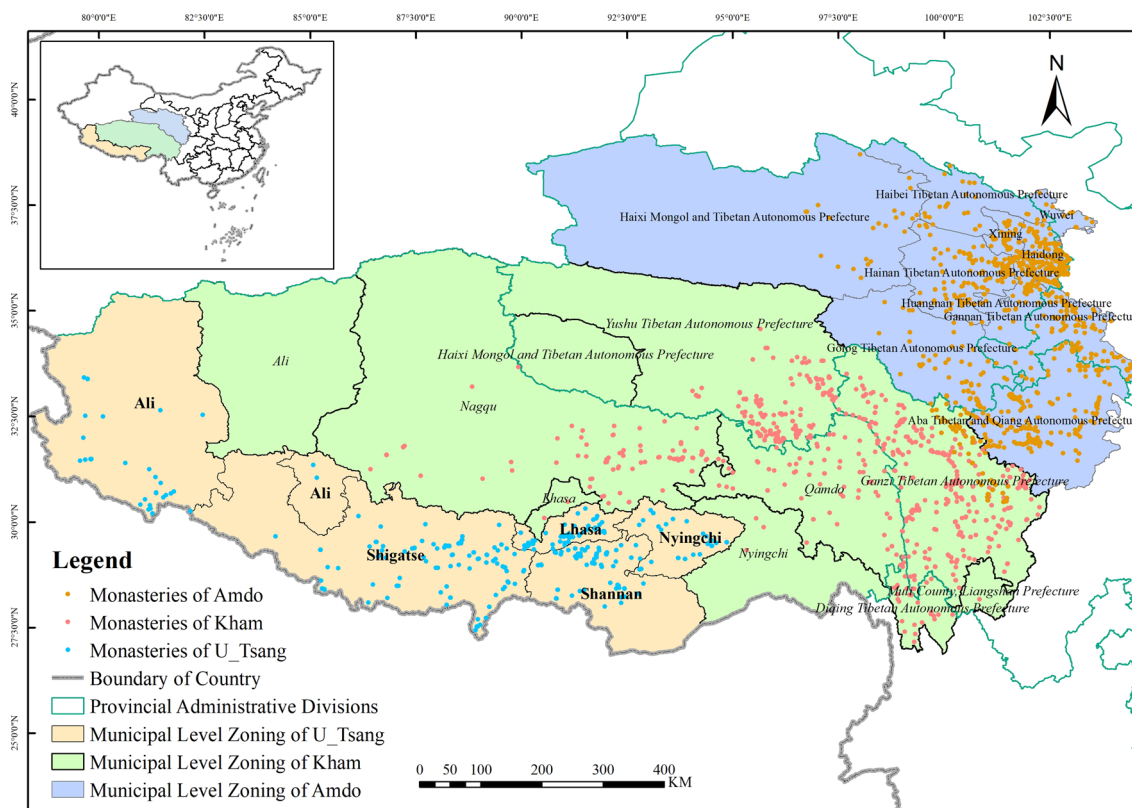 80°0'0"E 82°30'0"E 85°0'0"E 87°30'0"E 90°0'0"E 92°30'0"E 95°0'0"E 97°30'0"E 100°0'0"E 102°30'0"E
40°0'0"N
37°30'0"N
35°0'0"N
32°30'0"N
30°0'0"N
27°30'0"N
25°0'0"N
N
Haibei Tibetan Autonomous Prefecture
Haixi Mongol and Tibetan Autonomous Prefecture
Wuwei
Xining
Haidong
Hainan Tibetan Autonomous Prefecture
Huangnan Tibetan Autonomous Prefecture
Gannan Tibetan Autonomous Prefectu
Yushu Tibetan Autonomous Prefecture
Golog Tibetan Autonomous Prefecture
Haixi Mongol and Tibetan Autonomous Prefecture
Ali
Nagqu
Ali
Aba Tibetan and Qiang Autonomous Prefectu
Ganzi Tibetan Autonomous Prefecture
Qamdo
Ali
Lhasa
Lhasa
Nyingchi
Shigatse
Nyingchi
Shannan
Muli County, Liangshan Prefecture
Diqing Tibetan Autonomous Prefecture
Legend
Monasteries of Amdo
Monasteries of Kham
Monasteries of U_Tsang
Boundary of Country
Provincial Administrative Divisions
Municipal Level Zoning of U_Tsang
Municipal Level Zoning of Kham
Municipal Level Zoning of Amdo
0 50 100 200 300 400
KM